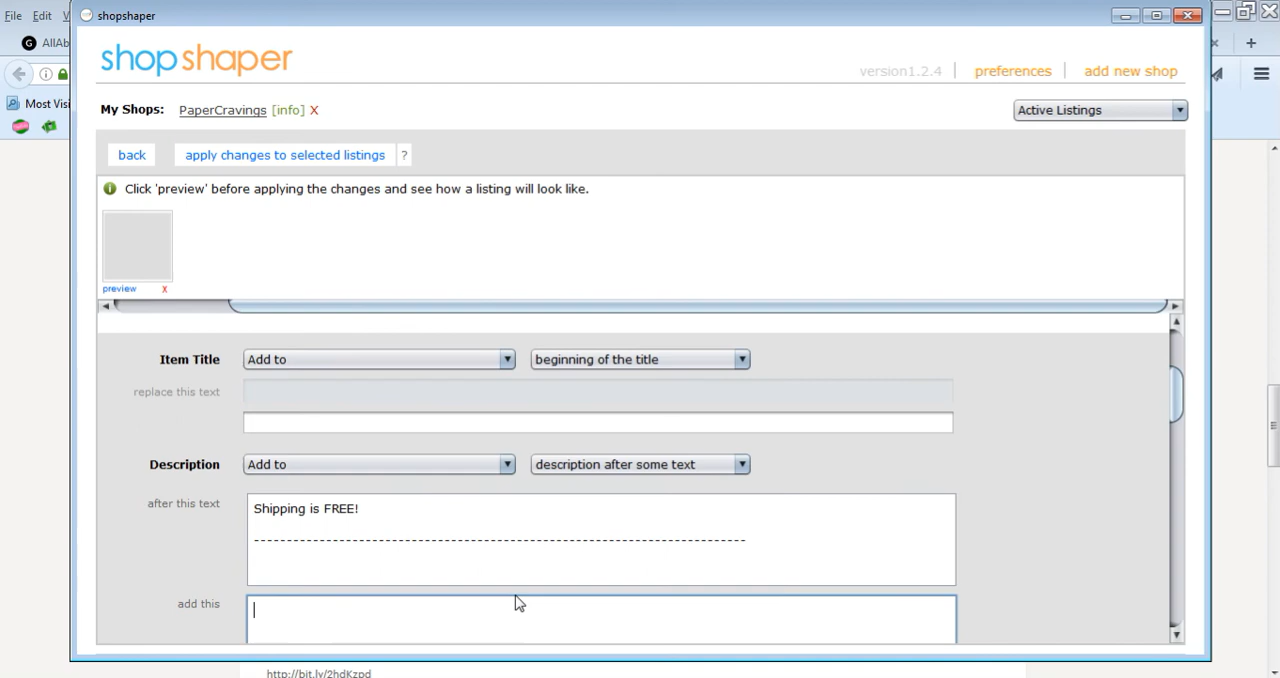 shopshaper
File Edit V
AllAb
shopshaper
version1.2.4 preferences add new shop
Most Visi
My Shops: PaperCravings [info] X
Active Listings
back apply changes to selected listings ?
Click 'preview' before applying the changes and see how a listing will look like.
preview x
Item Title Add to beginning of the title
replace this text
Description Add to description after some text
after this text
Shipping is FREE!
---------------------------------------------------------------------------
add this
http://bit.ly/2hdKzpd